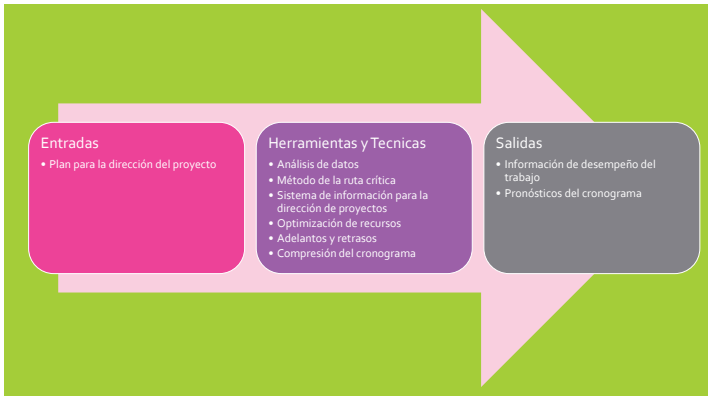 Entradas
• Plan para la dirección del proyecto
Herramientas y Tecnicas
• Análisis de datos
• Método de la ruta crítica
• Sistema de información para la
dirección de proyectos
• Optimización de recursos
• Adelantos y retrasos
• Compresión del cronograma
Salidas
• Información de desempeño del
trabajo
• Pronósticos del cronograma